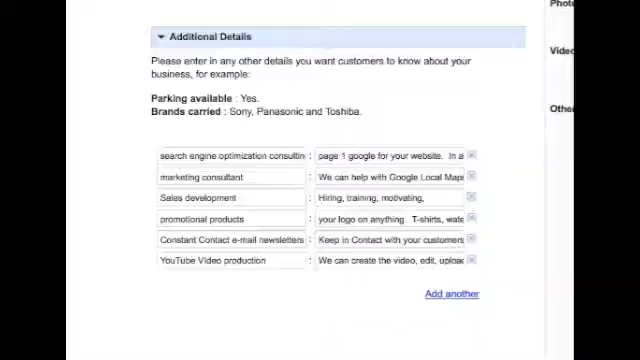 Additional Details
Please enter in any other details you want customers to know about your
business, for example:
Parking available : Yes.
Brands carried : Sony, Panasonic and Toshiba.
search engine optimization consultin : page 1 google for your website. In a
marketing consultant : We can help with Google Local Map
Sales development : Hiring, training, motivating,
promotional products : your logo on anything. T-shirts, wate
Constant Contact e-mail newsletters : Keep in Contact with your customers
YouTube Video production : We can create the video, edit, upload
Add another
Photo
Video
Other